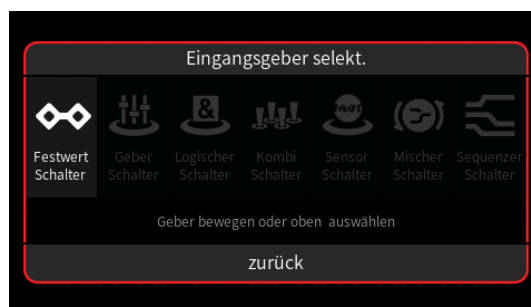 Eingangsgeber selekt.
Festwert Geber Logischer Kombi Sensor Mischer Sequenzer
Schalter Schalter Schalter Schalter Schalter Schalter Schalter
Geber bewegen oder oben auswählen
zurück